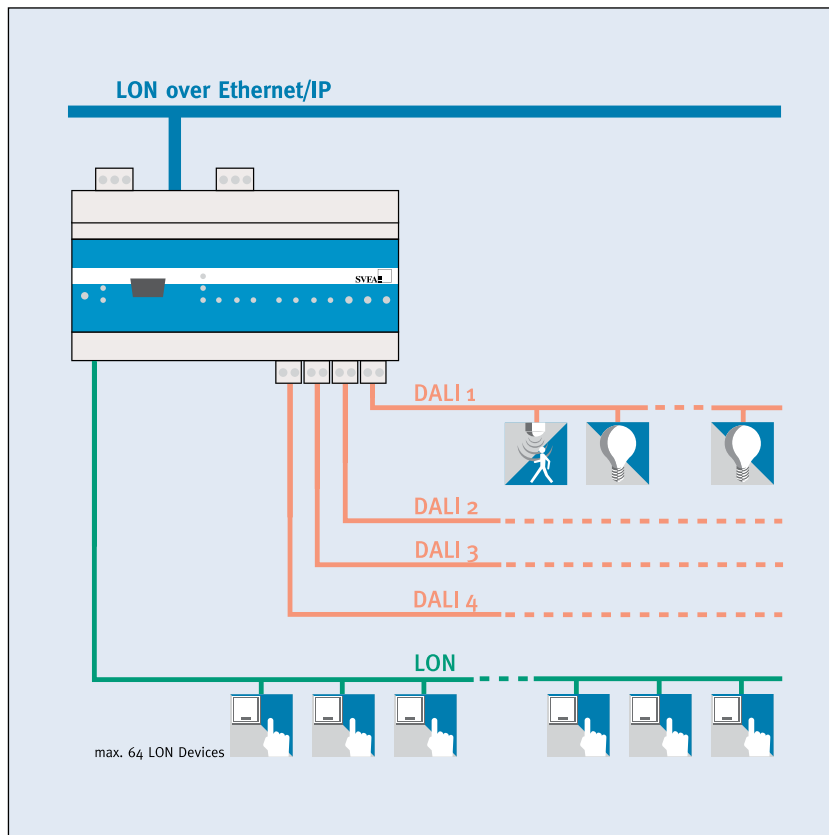 LON over Ethernet/IP
SVEA
DALI 1
DALI 2
DALI 3
DALI 4
LON
max. 64 LON Devices